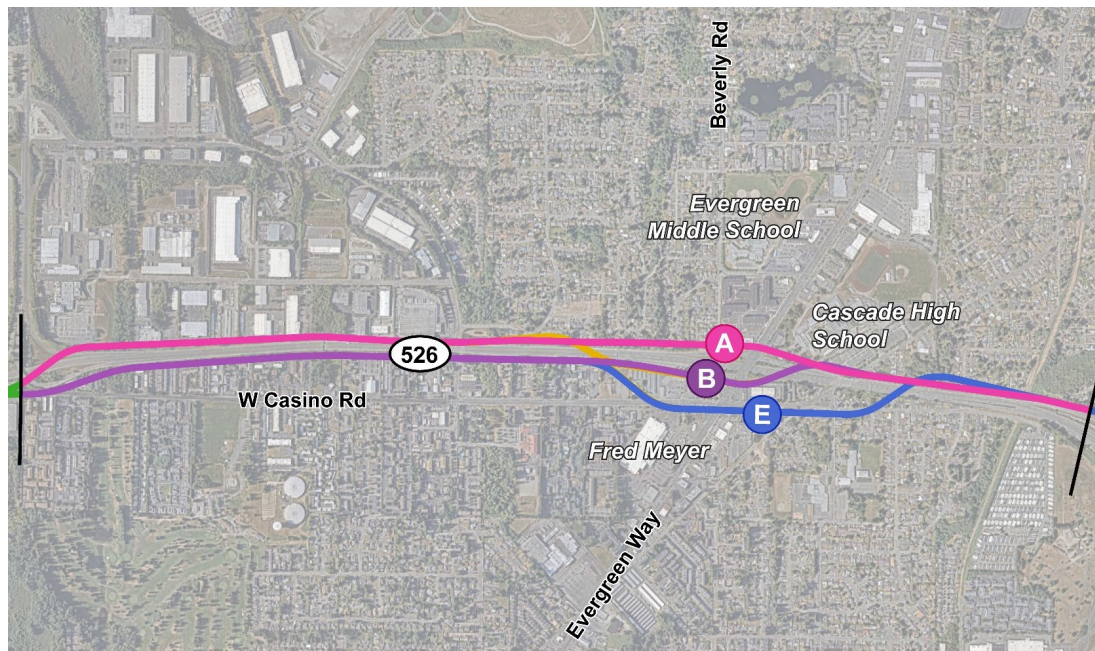 Beverly Rd
Evergreen
Middle School
Cascade High
School
A
526
B
W Casino Rd
E
Fred Meyer
Evergreen Way